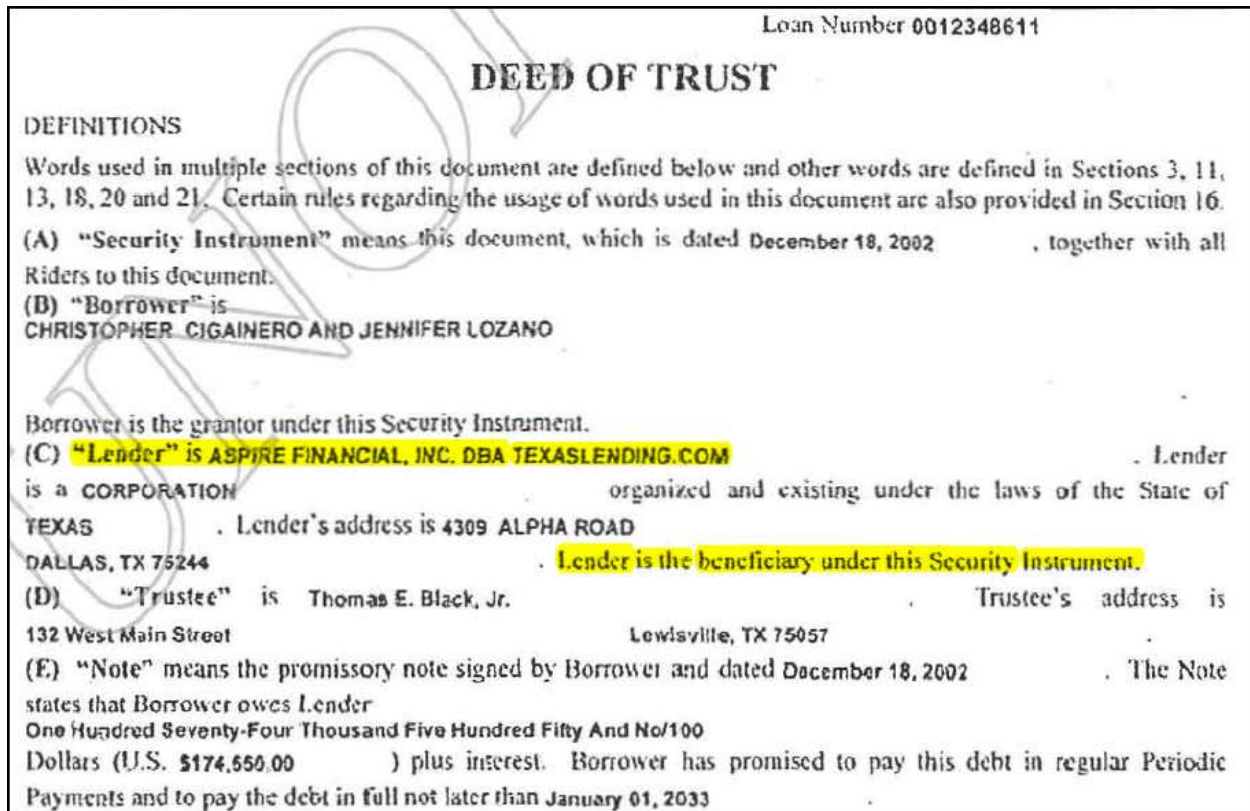 Loan Number 0012348611
DEED OF TRUST
DEFINITIONS
Words used in multiple sections of this document are defined below and other words are defined in Sections 3, 11,
13, 18, 20 and 21. Certain rules regarding the usage of words used in this document are also provided in Section 16.
(A) “Security Instrument” means this document, which is dated December 18, 2002 , together with all
Riders to this document.
(B) “Borrower” is
CHRISTOPHER CIGAINERO AND JENNIFER LOZANO
Borrower is the grantor under this Security Instrument.
(C) “Lender” is ASPIRE FINANCIAL, INC. DBA TEXASLENDING.COM . Lender
is a CORPORATION organized and existing under the laws of the State of
TEXAS . Lender's address is 4309 ALPHA ROAD
DALLAS, TX 75244 . Lender is the beneficiary under this Security Instrument.
(D) “Trustee” is Thomas E. Black, Jr. . Trustee's address is
132 West Main Street Lewisville, TX 75057 .
(E) “Note” means the promissory note signed by Borrower and dated December 18, 2002 . The Note
states that Borrower owes Lender
One Hundred Seventy-Four Thousand Five Hundred Fifty And No/100
Dollars (U.S. $174,550.00 ) plus interest. Borrower has promised to pay this debt in regular Periodic
Payments and to pay the debt in full not later than January 01, 2033 .